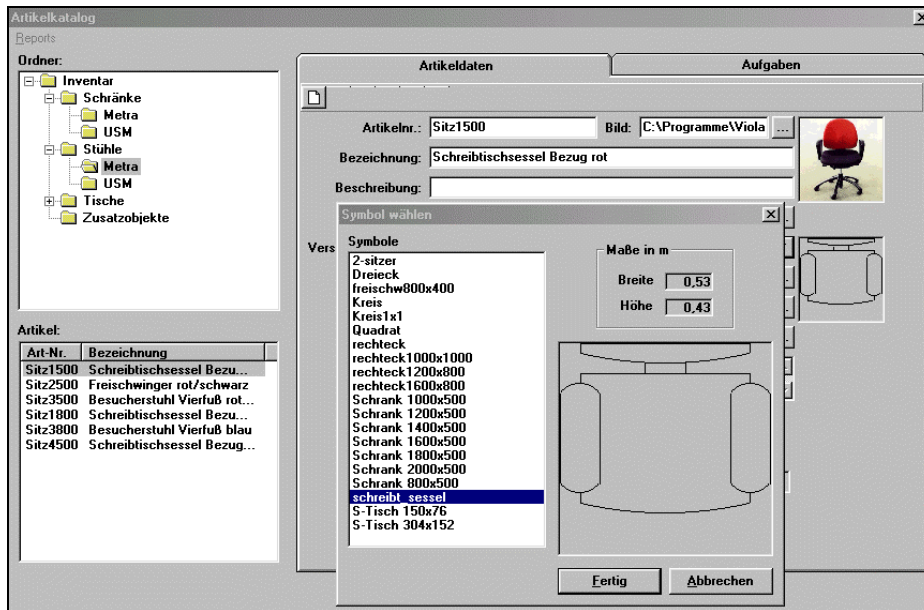 Artikelkatalog
Reports
Ordner:
Inventar
Schränke
Metra
USM
Stühle
Metra
USM
Tische
Zusatzobjekte
Artikel:
Art-Nr. Bezeichnung
Sitz1500 Schreibtischsessel Bezu...
Sitz2500 Freischwinger rot/schwarz
Sitz3500 Besucherstuhl Vierfuß rot...
Sitz1800 Schreibtischsessel Bezu...
Sitz3800 Besucherstuhl Vierfuß blau
Sitz4500 Schreibtischsessel Bezug...
Artikeldaten Aufgaben
Artikelnr.: Sitz1500 Bild: C:\Programme\Viola ...
Bezeichnung: Schreibtischsessel Bezug rot
Beschreibung:
Vers
Symbol wählen
Symbole
2-sitzer
Dreieck
freischw800x400
Kreis
Kreis1x1
Quadrat
rechteck
rechteck1000x1000
rechteck1200x800
rechteck1600x800
Schrank 1000x500
Schrank 1200x500
Schrank 1400x500
Schrank 1600x500
Schrank 1800x500
Schrank 2000x500
Schrank 800x500
schreibt_sessel
S-Tisch 150x76
S-Tisch 304x152
Maße in m
Breite 0,53
Höhe 0,43
Fertig Abbrechen